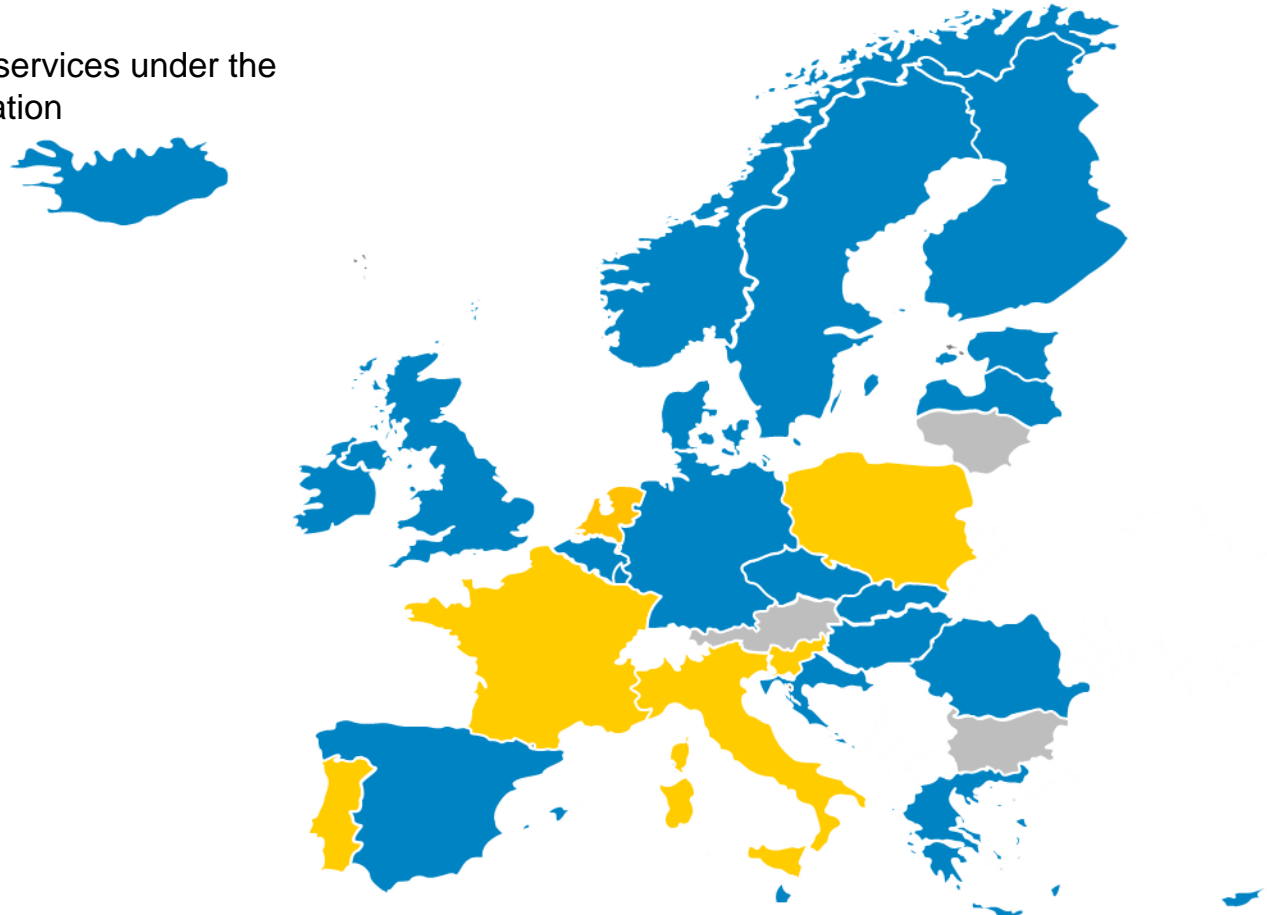 services under the
ation